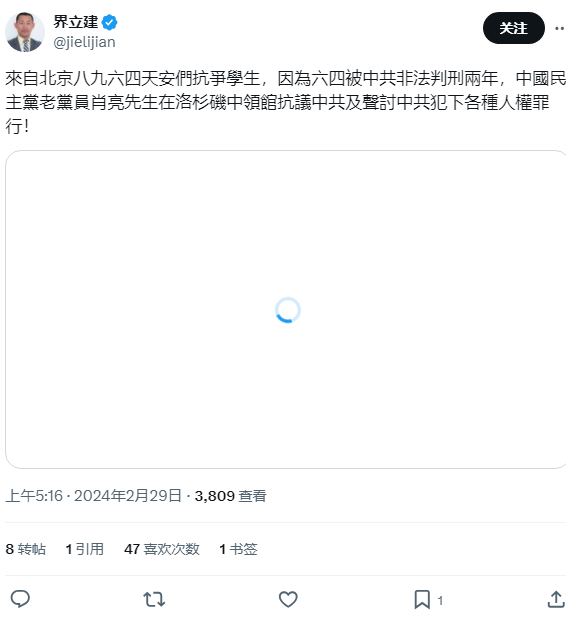 界立建
@jielijian
关注
來自北京八九六四天安們抗爭學生，因為六四被中共非法判刑兩年，中國民
主黨老黨員肖亮先生在洛杉磯中領館抗議中共及聲討中共犯下各種人權罪
行！
上午5:16 · 2024年2月29日 · 3,809 查看
8 转帖 1 引用 47 喜欢次数 1 书签
1